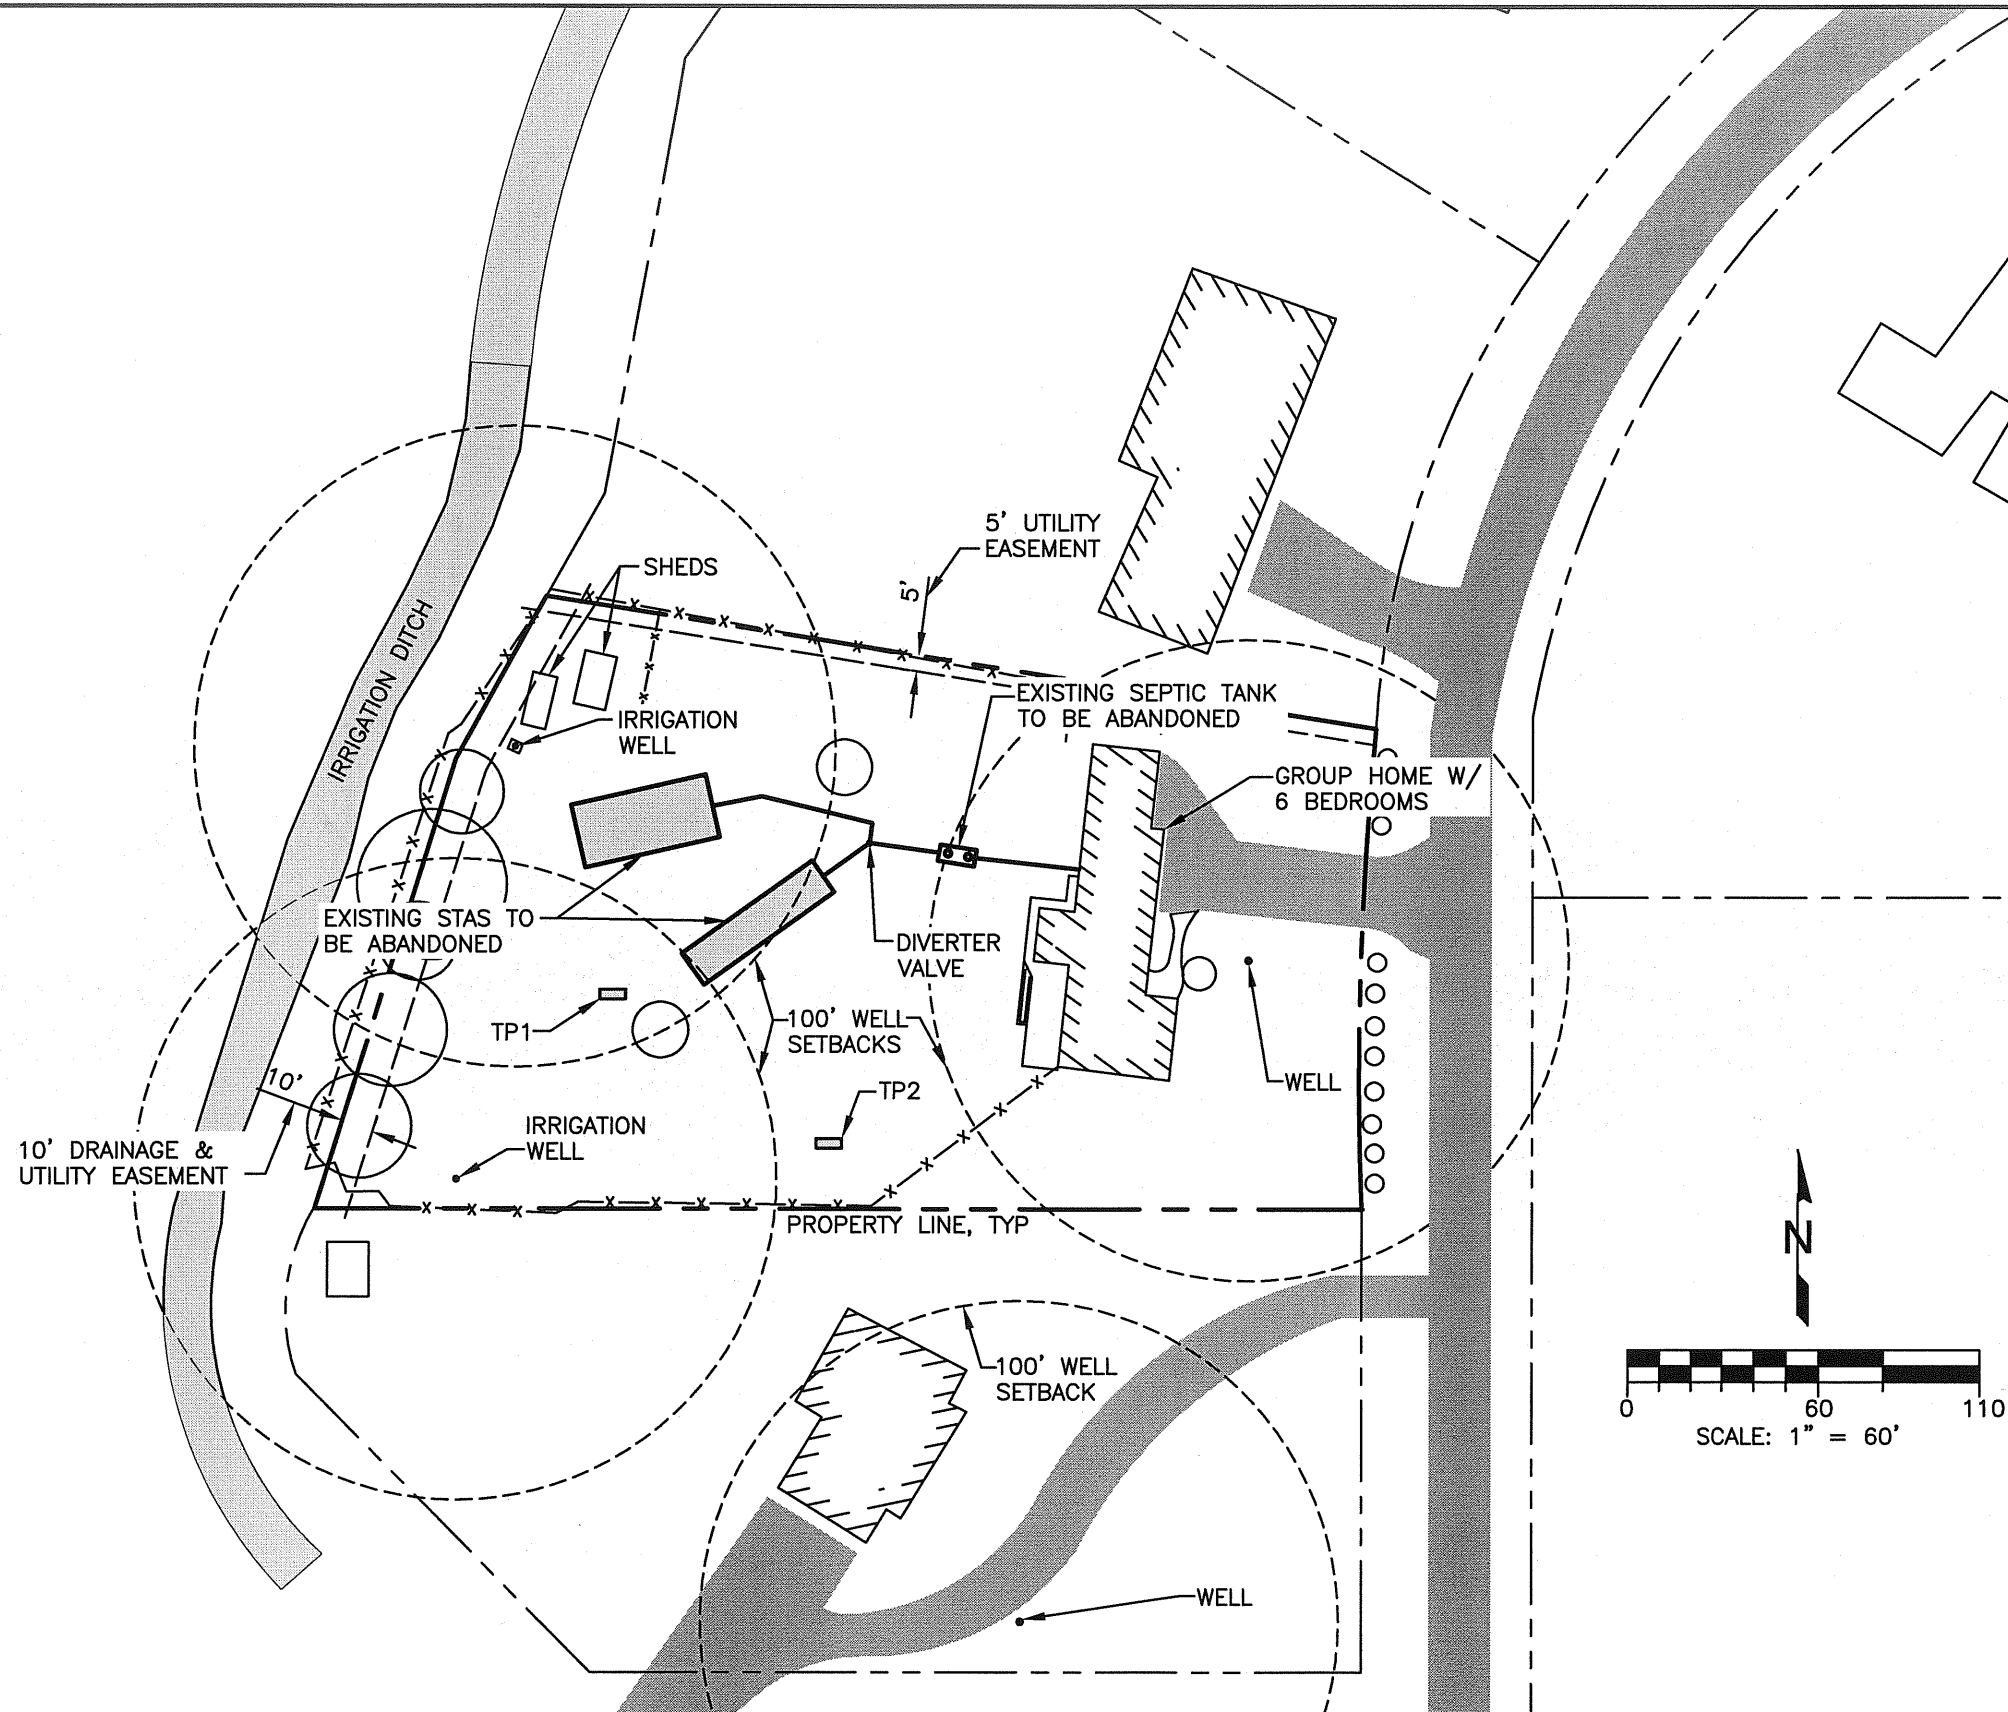 5' UTILITY
EASEMENT
5'
SHEDS
IRRIGATION DITCH
EXISTING SEPTIC TANK
TO BE ABANDONED
IRRIGATION
WELL
GROUP HOME W/
6 BEDROOMS
EXISTING STAS TO
BE ABANDONED
DIVERTER
VALVE
TP1
100' WELL
SETBACKS
WELL
TP2
10'
IRRIGATION
WELL
10' DRAINAGE &
UTILITY EASEMENT
PROPERTY LINE, TYP
N
100' WELL
SETBACK
0 60 110
SCALE: 1" = 60'
WELL